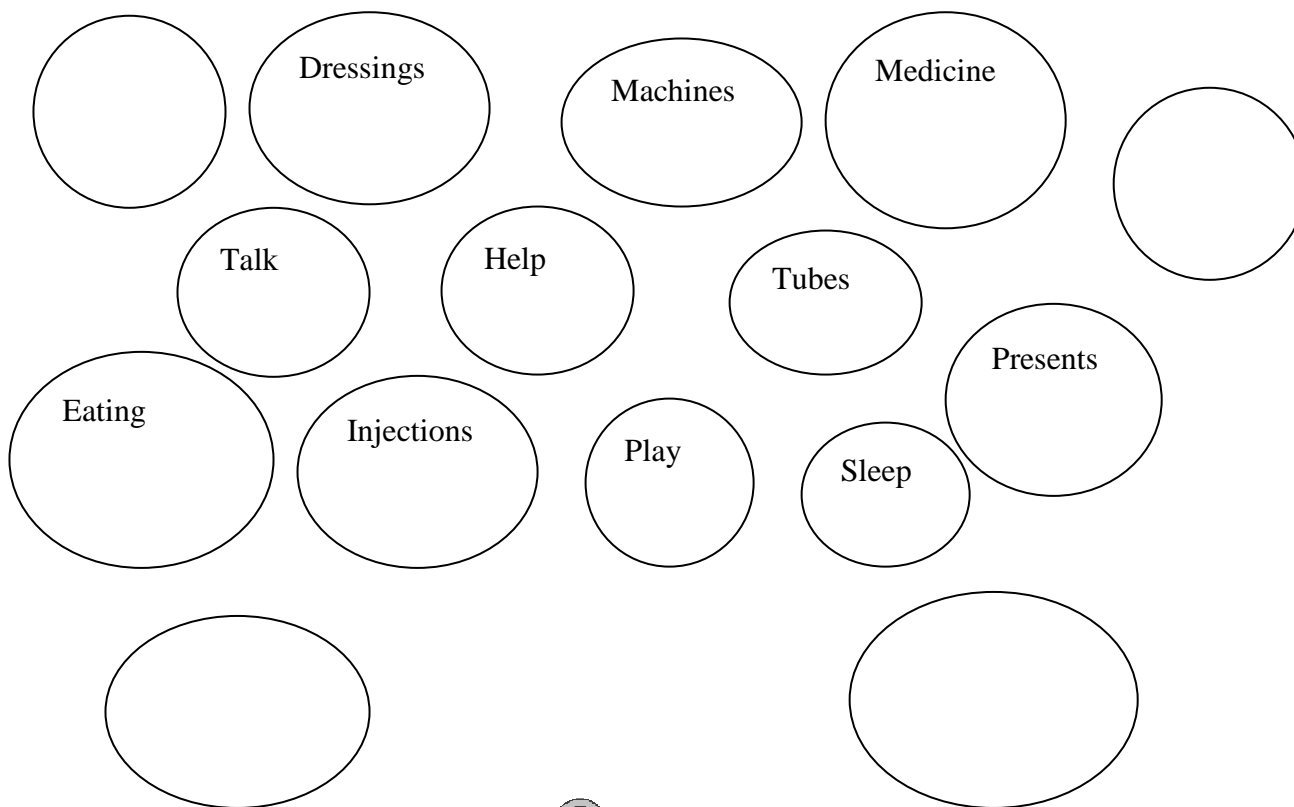 Dressings
Machines
Medicine
Talk
Help
Tubes
Presents
Eating
Injections
Play
Sleep